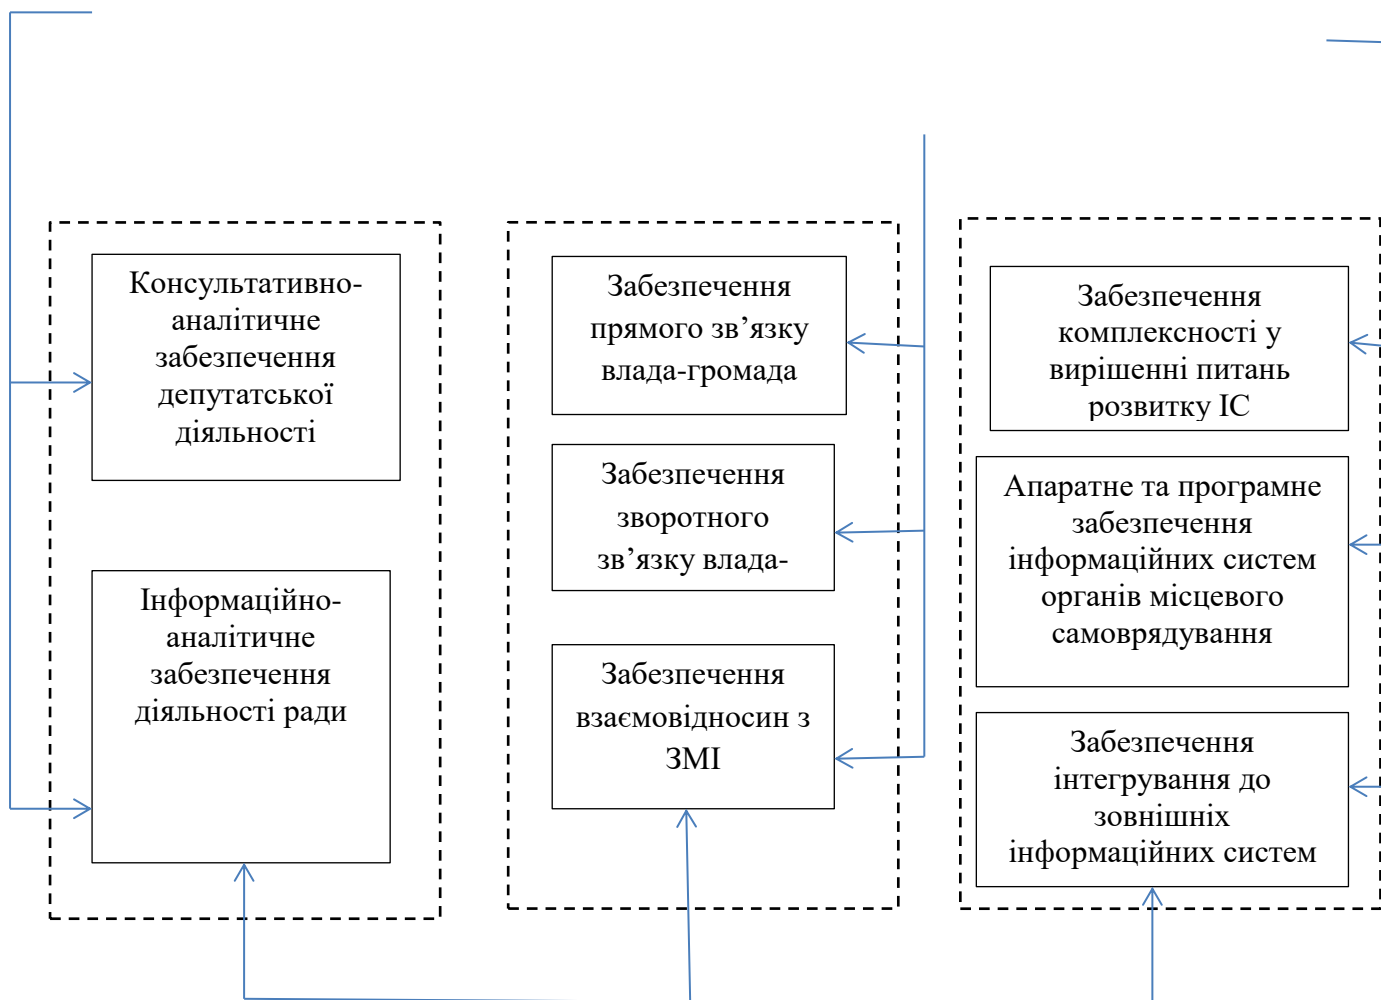 Консультативно-
аналітичне
забезпечення
депутатської
діяльності
Інформаційно-
аналітичне
забезпечення
діяльності ради
Забезпечення
прямого зв’язку
влада-громада
Забезпечення
зворотного
зв’язку влада-
Забезпечення
взаємовідносин з
ЗМІ
Забезпечення
комплексності у
вирішенні питань
розвитку ІС
Апаратне та програмне
забезпечення
інформаційних систем
органів місцевого
самоврядування
Забезпечення
інтегрування до
зовнішніх
інформаційних систем